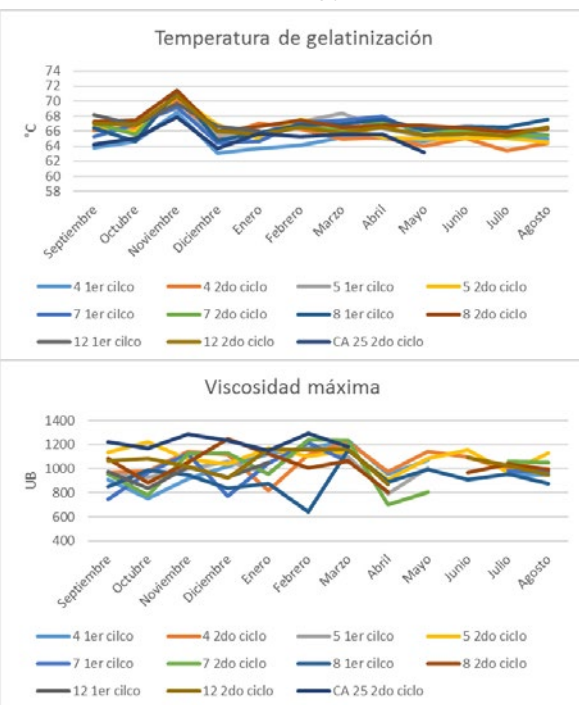 Temperatura de gelatinización
74
72
70
68
66
64
62
60
58
°C
Septiembre
Octubre
Noviembre
Diciembre
Enero
Febrero
Marzo
Abril
Mayo
Junio
Julio
Agosto
4 1er cilco
4 2do ciclo
5 1er cilco
5 2do ciclo
7 1er cilco
7 2do ciclo
8 1er cilco
8 2do ciclo
12 1er cilco
12 2do ciclo
CA 25 2do ciclo
Viscosidad máxima
1400
1200
1000
800
600
400
UB
Septiembre
Octubre
Noviembre
Diciembre
Enero
Febrero
Marzo
Abril
Mayo
Junio
Julio
Agosto
4 1er cilco
4 2do ciclo
5 1er cilco
5 2do ciclo
7 1er cilco
7 2do ciclo
8 1er cilco
8 2do ciclo
12 1er cilco
12 2do ciclo
CA 25 2do ciclo